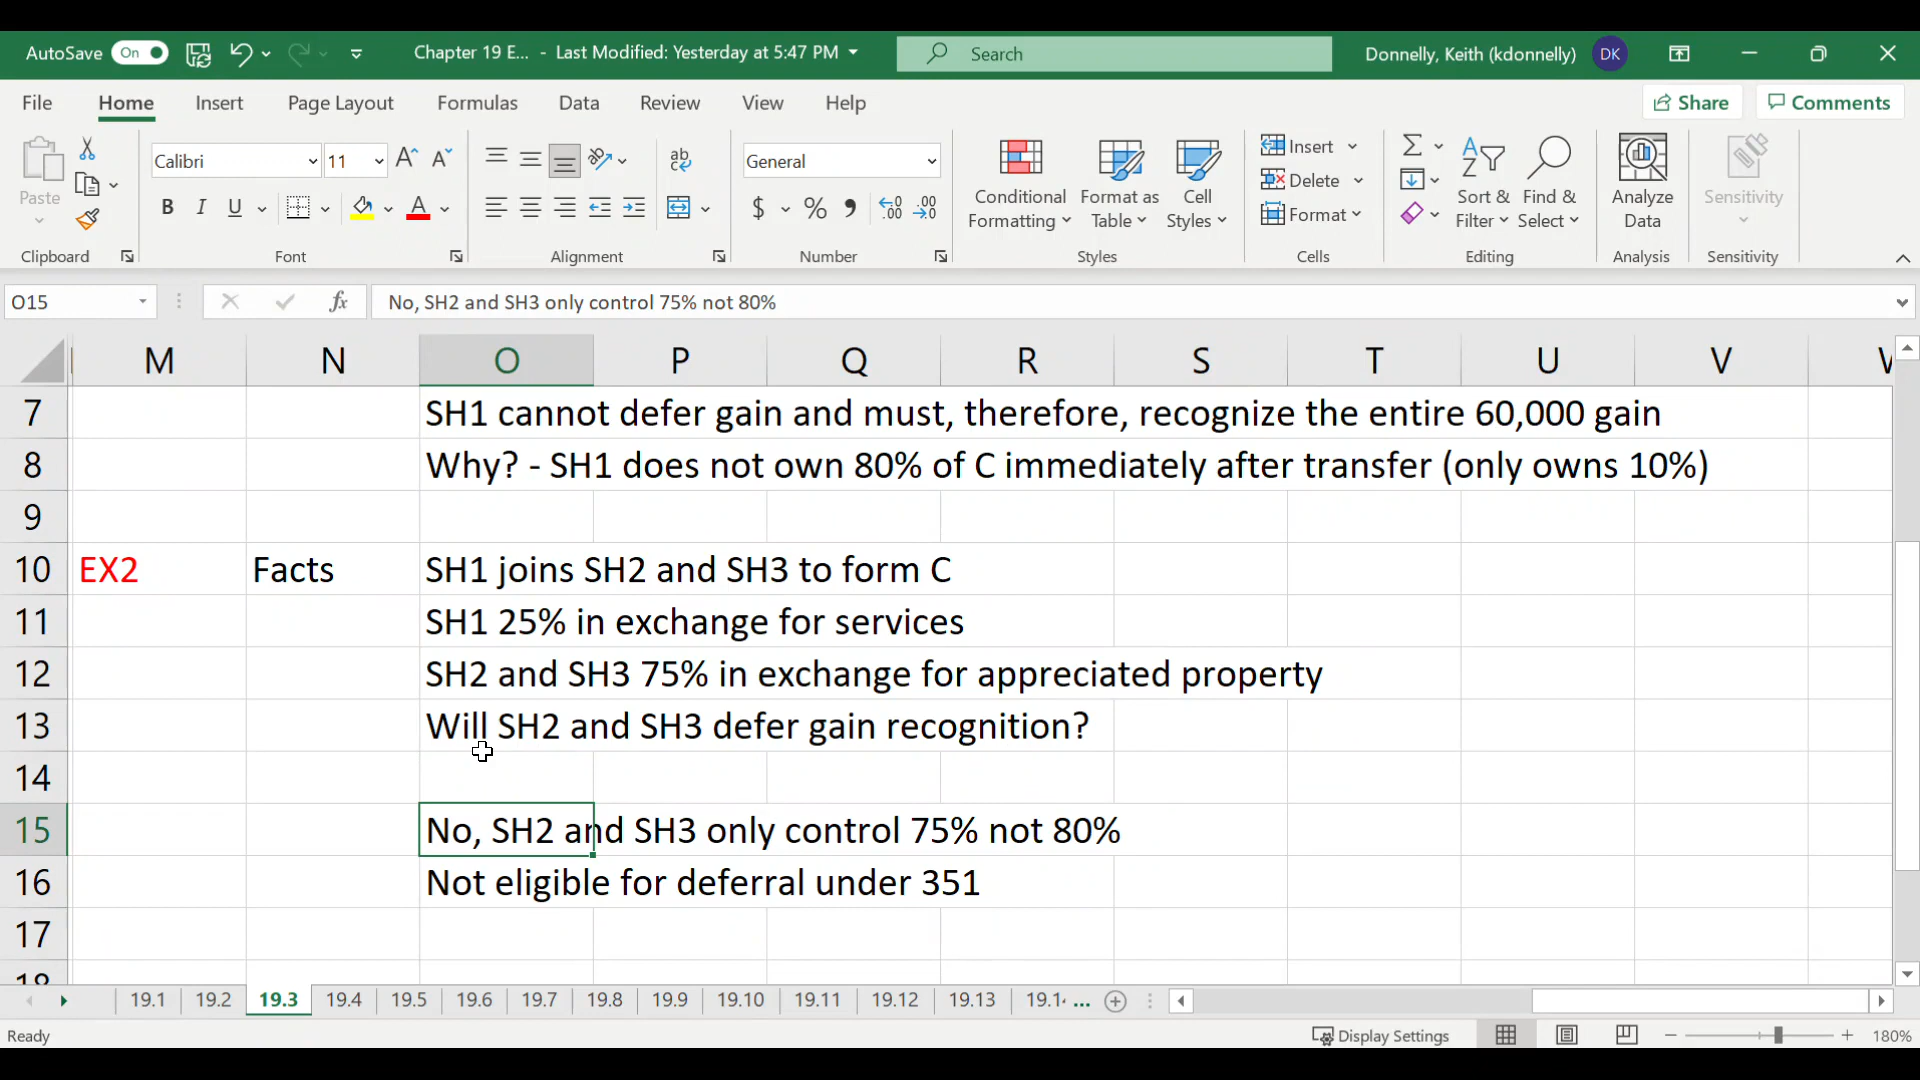 AutoSave On Chapter 19 E... - Last Modified: Yesterday at 5:47 PM Search Donnelly, Keith (kdonnelly) DK
File Home Insert Page Layout Formulas Data Review View Help Share Comments
Paste
Clipboard
Calibri 11
B I U A
Font
ab
Alignment
General
$ % 9 .00
Number
Conditional Formatting
Format as Table
Cell Styles
Styles
Insert
Delete
Format
Cells
Sort & Filter
Find & Select
Editing
Analyze Data
Analysis
Sensitivity
Sensitivity
O15 fx No, SH2 and SH3 only control 75% not 80%
M N O P Q R S T U V
7 SH1 cannot defer gain and must, therefore, recognize the entire 60,000 gain
8 Why? - SH1 does not own 80% of C immediately after transfer (only owns 10%)
9
10 EX2 Facts SH1 joins SH2 and SH3 to form C
11 SH1 25% in exchange for services
12 SH2 and SH3 75% in exchange for appreciated property
13 Will SH2 and SH3 defer gain recognition?
14
15 No, SH2 and SH3 only control 75% not 80%
16 Not eligible for deferral under 351
17
18
19.1 19.2 19.3 19.4 19.5 19.6 19.7 19.8 19.9 19.10 19.11 19.12 19.13 19.1 ...
Ready Display Settings 180%